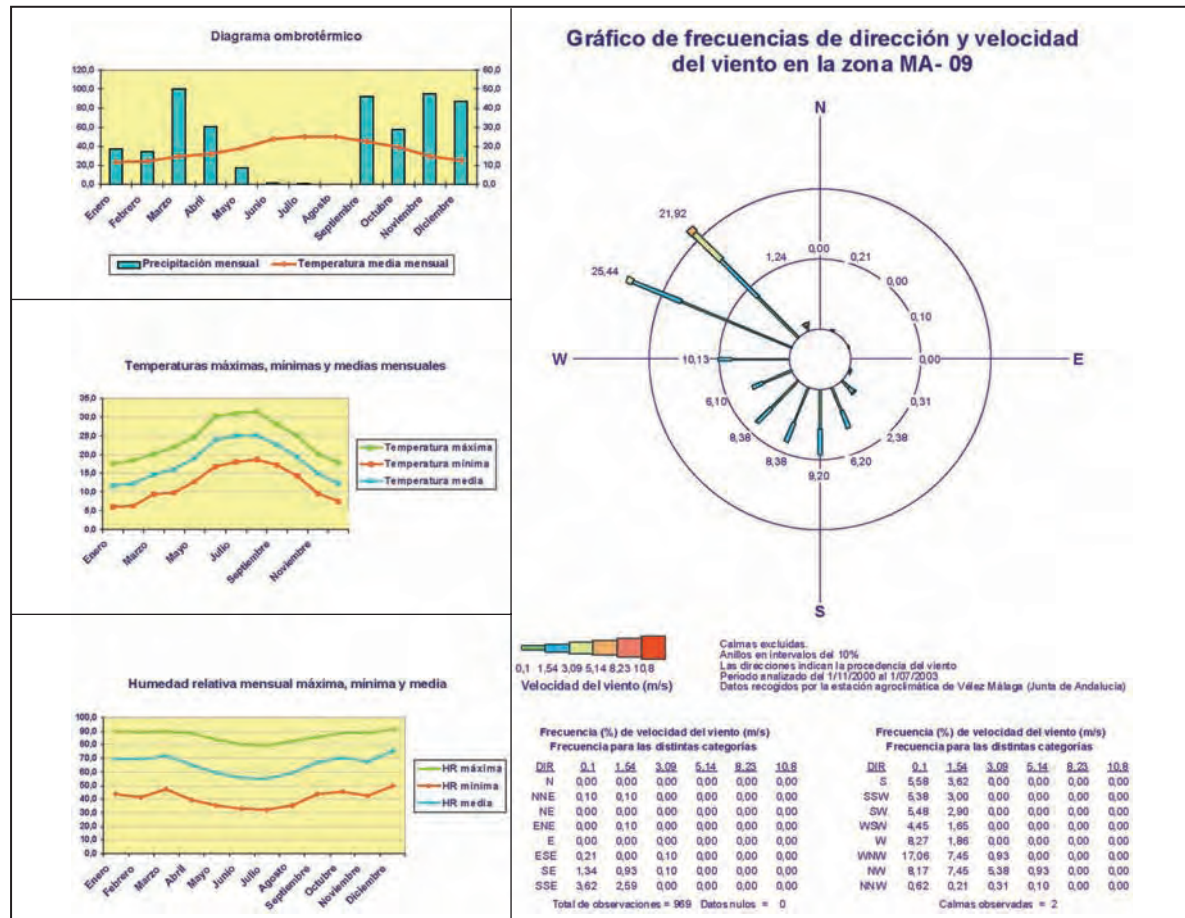 Diagrama ombrotérmico
120,0
100,0
80,0
60,0
40,0
20,0
0,0
60,0
50,0
40,0
30,0
20,0
10,0
0,0
Enero
Febrero
Marzo
Abril
Mayo
Junio
Julio
Agosto
Septiembre
Octubre
Noviembre
Diciembre
Precipitación mensual
Temperatura media mensual
Temperaturas máximas, mínimas y medias mensuales
35,0
30,0
25,0
20,0
15,0
10,0
5,0
0,0
Enero
Marzo
Mayo
Julio
Septiembre
Noviembre
Temperatura máxima
Temperatura mínima
Temperatura media
Humedad relativa mensual máxima, mínima y media
100,0
90,0
80,0
70,0
60,0
50,0
40,0
30,0
20,0
10,0
0,0
Enero
Febrero
Marzo
Abril
Mayo
Junio
Julio
Agosto
Septiembre
Octubre
Noviembre
Diciembre
HR máxima
HR mínima
HR media
Gráfico de frecuencias de dirección y velocidad
del viento en la zona MA- 09
N
21,92
1,24
0,00
0,21
25,44
0,00
0,10
W
10,13
0,00
E
6,10
0,31
8,38
2,38
8,38
6,20
9,20
S
0,1 1,54 3,09 5,14 8,23 10,8
Velocidad del viento (m/s)
Calmas excluidas.
Anillos en intervalos del 10%
Las direcciones indican la procedencia del viento
Periodo analizado del 1/11/2000 al 1/07/2003
Datos recogidos por la estación agroclimática de Vélez Málaga (Junta de Andalucía)
Frecuencia (%) de velocidad del viento (m/s)
Frecuencia para las distintas categorías
DIR 0,1 1,54 3,09 5,14 8,23 10,8
N 0,00 0,00 0,00 0,00 0,00 0,00
NNE 0,10 0,10 0,00 0,00 0,00 0,00
NE 0,00 0,00 0,00 0,00 0,00 0,00
ENE 0,00 0,10 0,00 0,00 0,00 0,00
E 0,00 0,00 0,00 0,00 0,00 0,00
ESE 0,21 0,00 0,10 0,00 0,00 0,00
SE 1,34 0,93 0,10 0,00 0,00 0,00
SSE 3,62 2,59 0,00 0,00 0,00 0,00
Total de observaciones = 969 Datos nulos = 0
Frecuencia (%) de velocidad del viento (m/s)
Frecuencia para las distintas categorías
DIR 0,1 1,54 3,09 5,14 8,23 10,8
S 5,58 3,62 0,00 0,00 0,00 0,00
SSW 5,38 3,00 0,00 0,00 0,00 0,00
SW 5,48 2,90 0,00 0,00 0,00 0,00
WSW 4,45 1,65 0,00 0,00 0,00 0,00
W 8,27 1,86 0,00 0,00 0,00 0,00
WNW 17,06 7,45 0,93 0,00 0,00 0,00
NW 8,17 7,45 5,38 0,93 0,00 0,00
NNW 0,62 0,21 0,31 0,10 0,00 0,00
Calmas observadas = 2